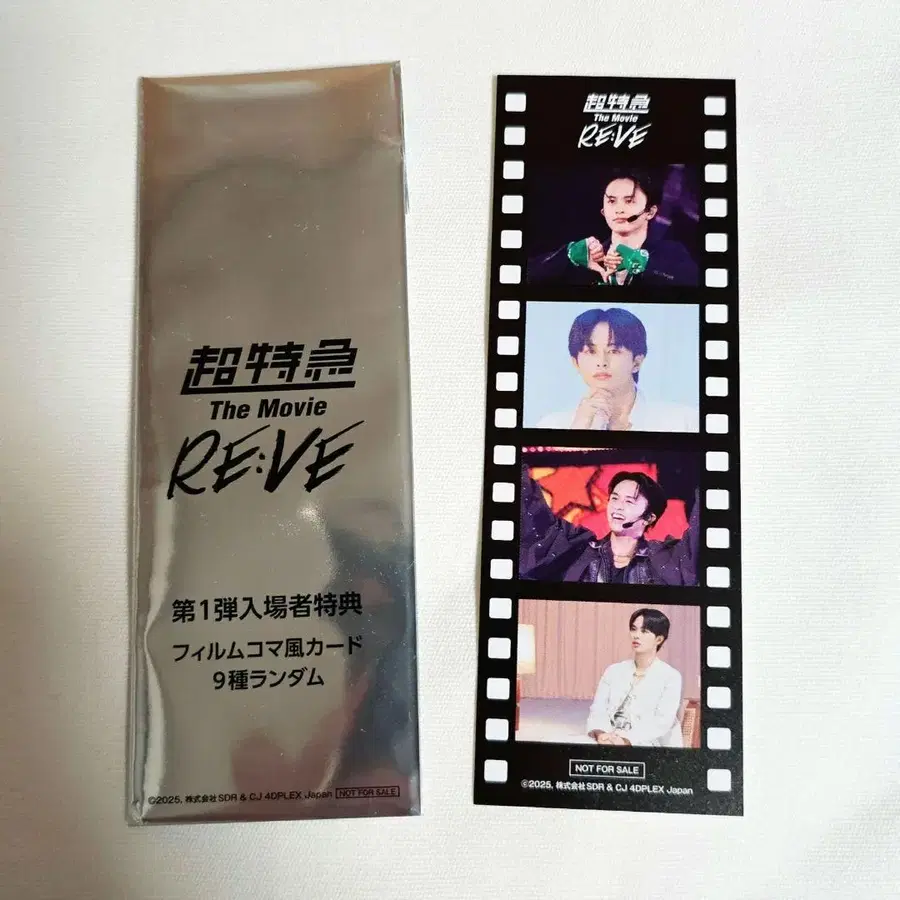 超特急
The Movie
RE:VE
第1弾入場者特典
フィルムコマ風カード
9種ランダム
©2025, 株式会社SDR & CJ 4DPLEX Japan NOT FOR SALE
超特急
The Movie
RE:VE
NOT FOR SALE
©2025, 株式会社SDR & CJ 4DPLEX Japan